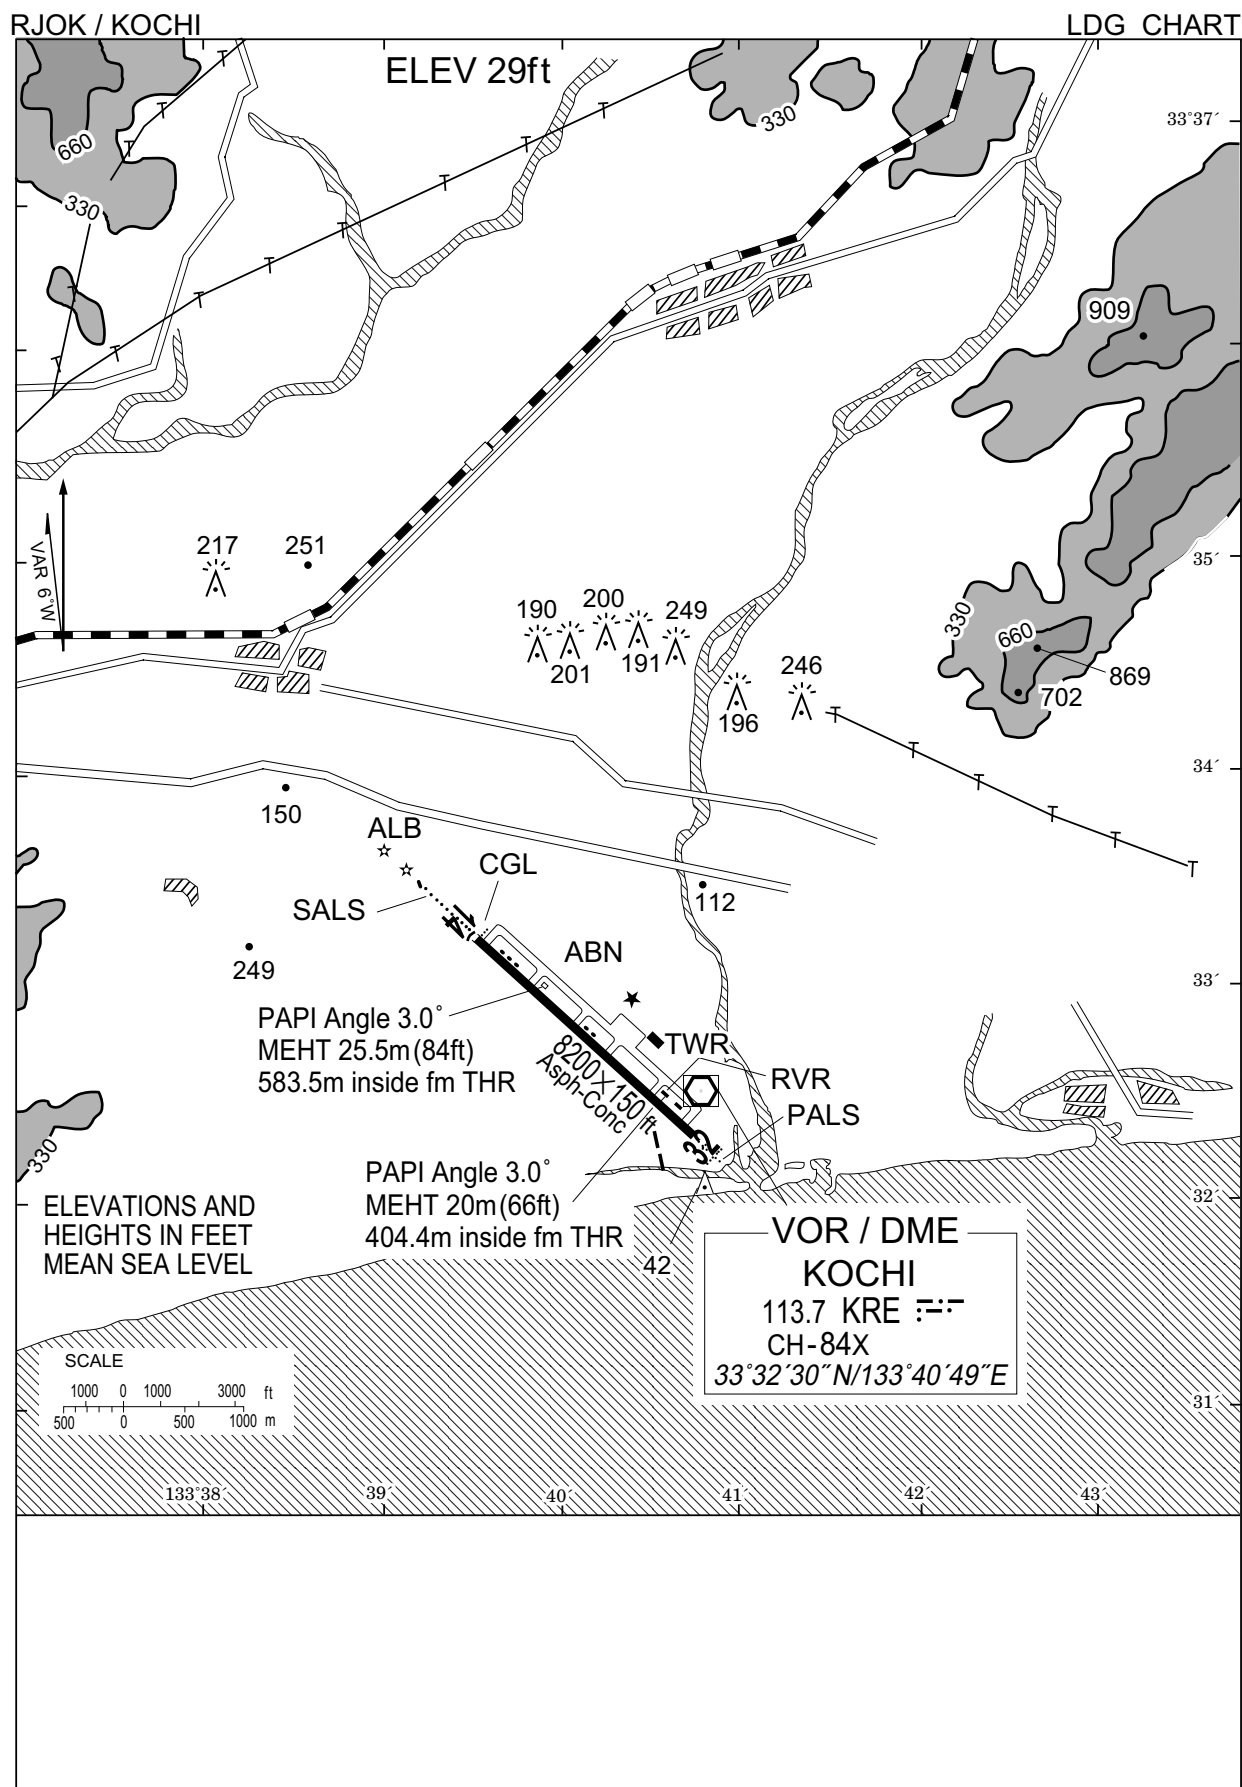 RJOK / KOCHI
LDG CHART
ELEV 29ft
660
330
330
33°37´
909
217
251
VAR 6°W
35´
190
200
249
201
191
330
660
869
246
196
702
34´
150
ALB
CGL
SALS
112
ABN
249
33´
PAPI Angle 3.0°
MEHT 25.5m(84ft)
583.5m inside fm THR
14
8200×150 ft
Asph-Conc
TWR
RVR
PALS
32
330
PAPI Angle 3.0°
MEHT 20m(66ft)
404.4m inside fm THR
32´
ELEVATIONS AND
HEIGHTS IN FEET
MEAN SEA LEVEL
42
VOR / DME
KOCHI
113.7 KRE
CH-84X
33°32´30˝N/133°40´49˝E
SCALE
1000 0 1000 3000 ft
500 0 500 1000 m
31´
133°38´
39´
40´
41´
42´
43´